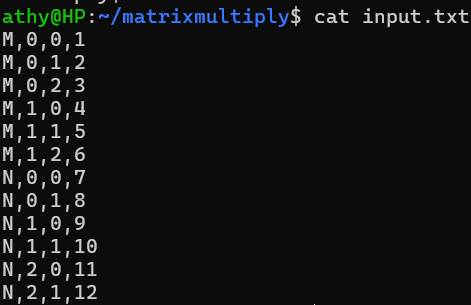 athy@HP:~/matrixmultiply$ cat input.txt
M,0,0,1
M,0,1,2
M,0,2,3
M,1,0,4
M,1,1,5
M,1,2,6
N,0,0,7
N,0,1,8
N,1,0,9
N,1,1,10
N,2,0,11
N,2,1,12